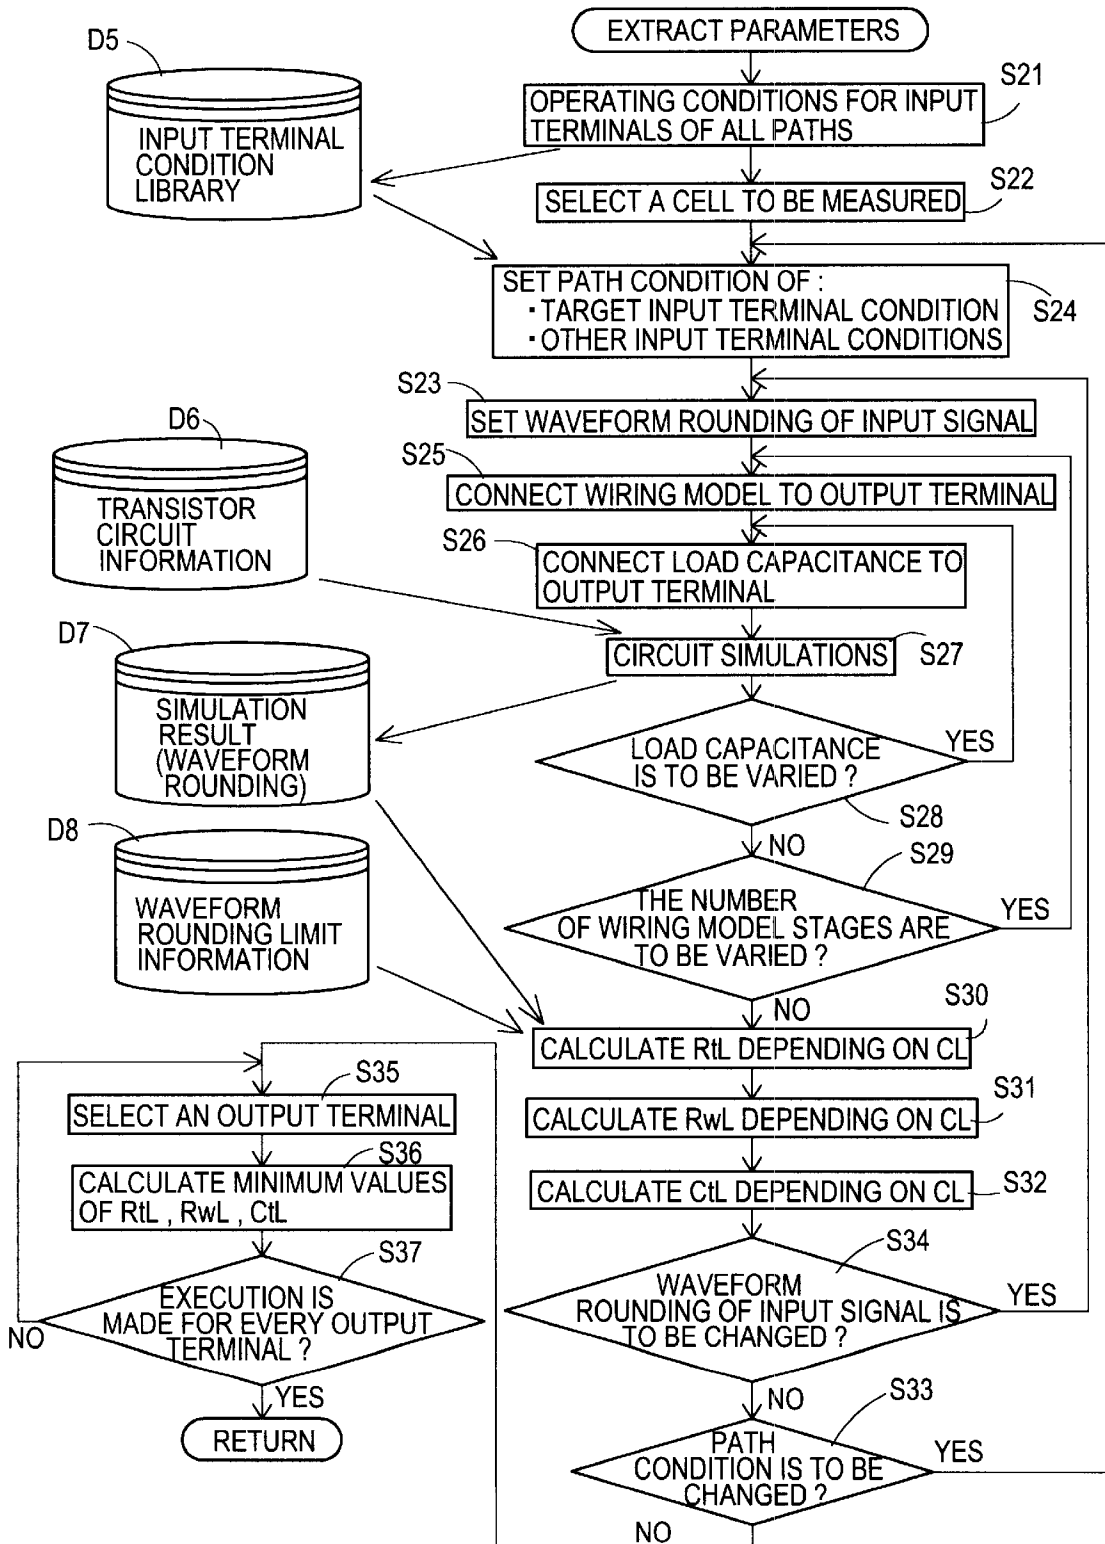 EXTRACT PARAMETERS
D5
INPUT TERMINAL
CONDITION
LIBRARY
S21
OPERATING CONDITIONS FOR INPUT
TERMINALS OF ALL PATHS
S22
SELECT A CELL TO BE MEASURED
SET PATH CONDITION OF :
・TARGET INPUT TERMINAL CONDITION
・OTHER INPUT TERMINAL CONDITIONS
S24
S23
SET WAVEFORM ROUNDING OF INPUT SIGNAL
D6
TRANSISTOR
CIRCUIT
INFORMATION
S25
CONNECT WIRING MODEL TO OUTPUT TERMINAL
S26
CONNECT LOAD CAPACITANCE TO
OUTPUT TERMINAL
CIRCUIT SIMULATIONS
S27
D7
SIMULATION
RESULT
(WAVEFORM
ROUNDING)
LOAD CAPACITANCE
IS TO BE VARIED ?
YES
S28
NO
D8
WAVEFORM
ROUNDING LIMIT
INFORMATION
S29
THE NUMBER
OF WIRING MODEL STAGES ARE
TO BE VARIED ?
YES
NO
S30
CALCULATE RtL DEPENDING ON CL
S31
CALCULATE RwL DEPENDING ON CL
S32
CALCULATE CtL DEPENDING ON CL
S34
WAVEFORM
ROUNDING OF INPUT SIGNAL IS
TO BE CHANGED ?
YES
NO
S33
PATH
CONDITION IS TO BE
CHANGED ?
YES
NO
S35
SELECT AN OUTPUT TERMINAL
S36
CALCULATE MINIMUM VALUES
OF RtL , RwL , CtL
S37
EXECUTION IS
MADE FOR EVERY OUTPUT
TERMINAL ?
NO
YES
RETURN